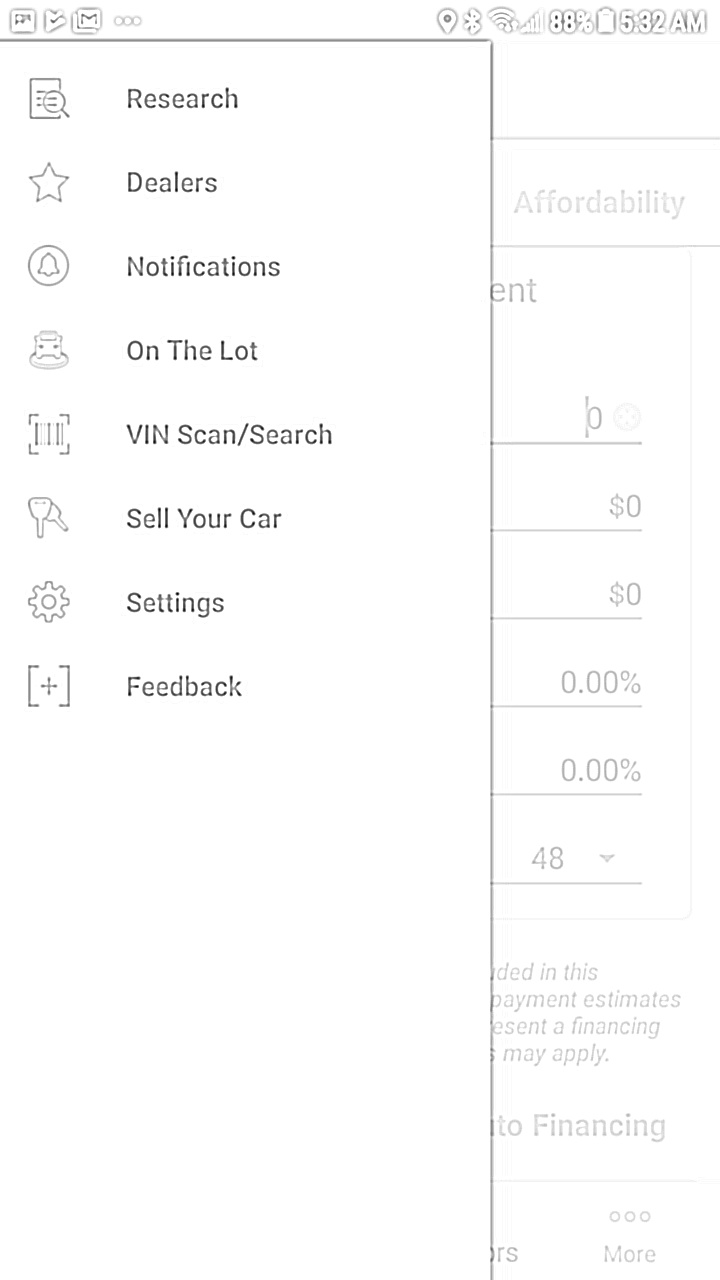 88% 5:32 AM
Research
Dealers
Notifications
On The Lot
VIN Scan/Search
Sell Your Car
Settings
Feedback
Affordability
ent
0
$0
$0
0.00%
0.00%
48
ded in this
payment estimates
esent a financing
may apply.
to Financing
rs
More